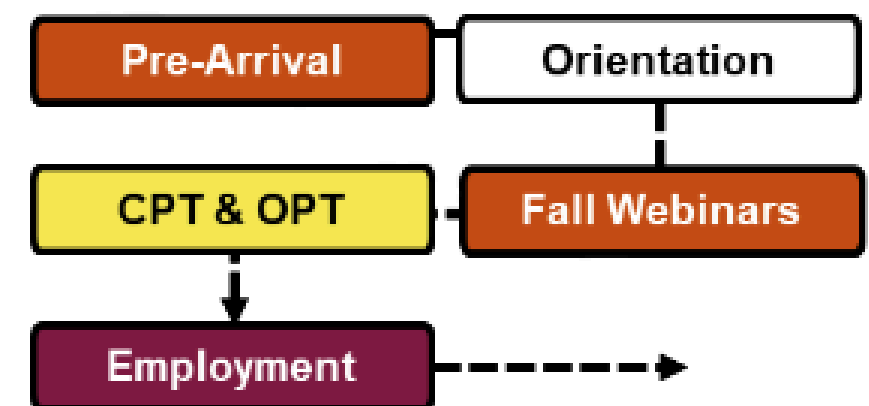 Pre-Arrival
Orientation
CPT & OPT
Fall Webinars
Employment